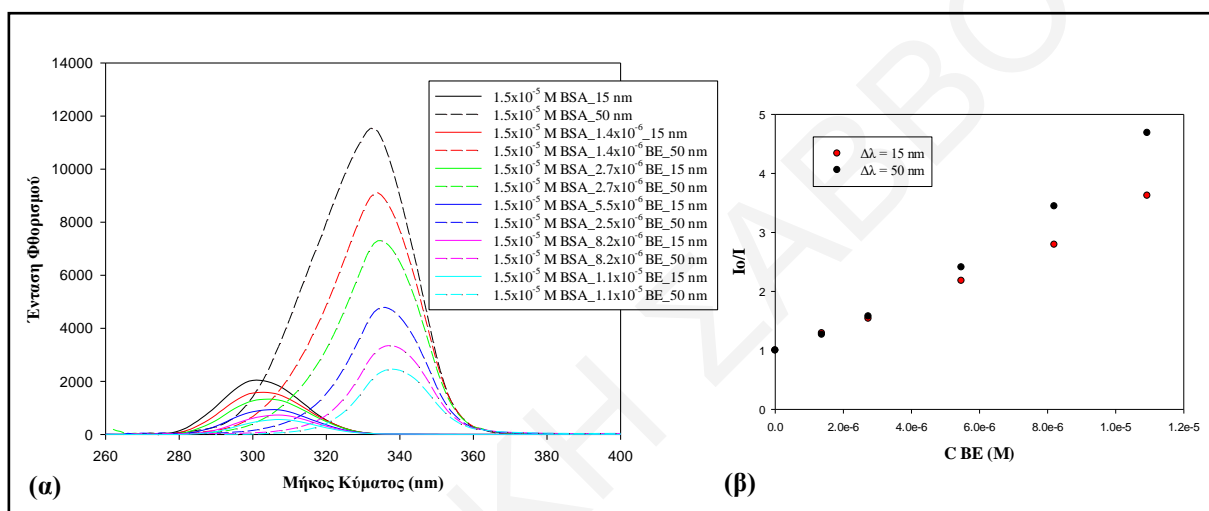 14000
12000
10000
8000
6000
4000
2000
0
260 280 300 320 340 360 380 400
Ένταση Φθορισμού
Μήκος Κύματος (nm)
(α)
1.5x10⁻⁵ M BSA_15 nm
1.5x10⁻⁵ M BSA_50 nm
1.5x10⁻⁵ M BSA_1.4x10⁻⁶_15 nm
1.5x10⁻⁵ M BSA_1.4x10⁻⁶ BE_50 nm
1.5x10⁻⁵ M BSA_2.7x10⁻⁶ BE_15 nm
1.5x10⁻⁵ M BSA_2.7x10⁻⁶ BE_50 nm
1.5x10⁻⁵ M BSA_5.5x10⁻⁶ BE_15 nm
1.5x10⁻⁵ M BSA_2.5x10⁻⁶ BE_50 nm
1.5x10⁻⁵ M BSA_8.2x10⁻⁶ BE_15 nm
1.5x10⁻⁵ M BSA_8.2x10⁻⁶ BE_50 nm
1.5x10⁻⁵ M BSA_1.1x10⁻⁵ BE_15 nm
1.5x10⁻⁵ M BSA_1.1x10⁻⁵ BE_50 nm
5
4
3
2
1
0
0.0 2.0e-6 4.0e-6 6.0e-6 8.0e-6 1.0e-5 1.2e-5
Io/I
C BE (M)
Δλ = 15 nm
Δλ = 50 nm
(β)
ΚΗ ΣΑΒΒΟ